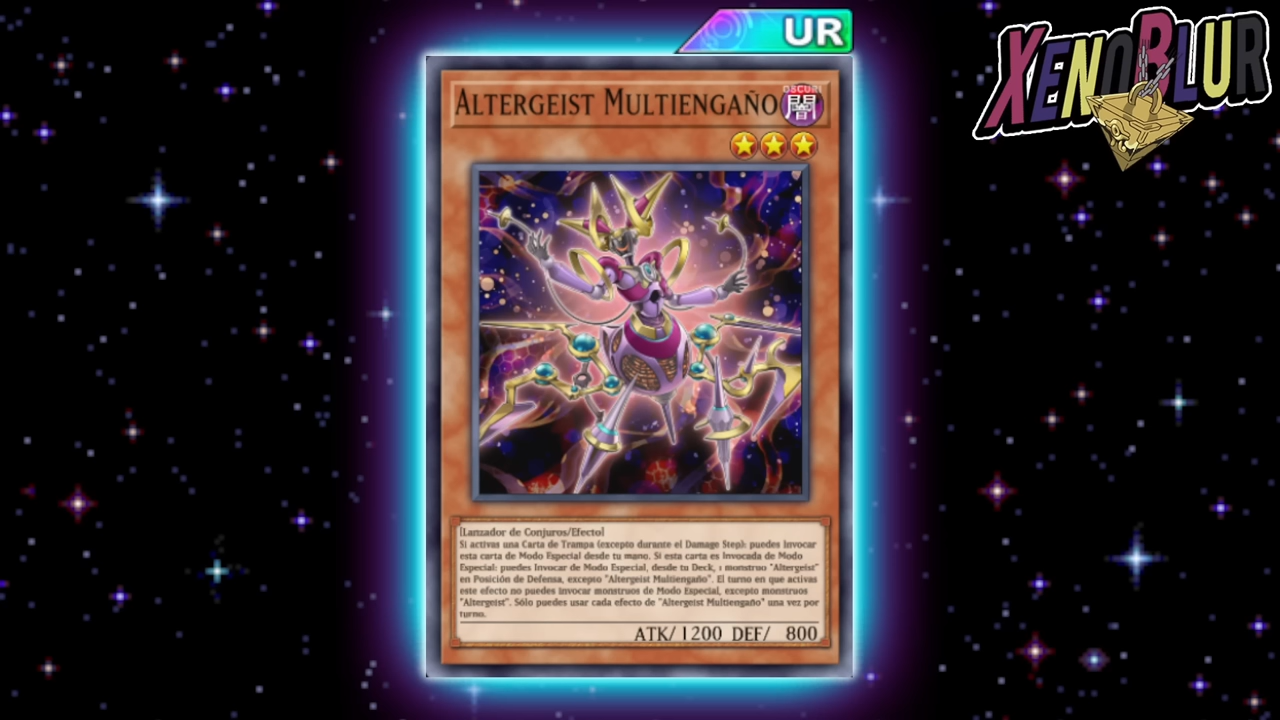 UR
XENOBLUR
ALTERGEIST MULTIENGAÑO
OSCURI
闇
[Lanzador de Conjuros/Efecto]
Si activas una Carta de Trampa (excepto durante el Damage Step): puedes Invocar
esta carta de Modo Especial desde tu mano. Si esta carta es Invocada de Modo
Especial: puedes Invocar de Modo Especial, desde tu Deck, 1 monstruo "Altergeist"
en Posición de Defensa, excepto "Altergeist Multiengaño". El turno en que activas
este efecto no puedes Invocar monstruos de Modo Especial, excepto monstruos
"Altergeist". Sólo puedes usar cada efecto de "Altergeist Multiengaño" una vez por
turno.
ATK/ 1200 DEF/ 800